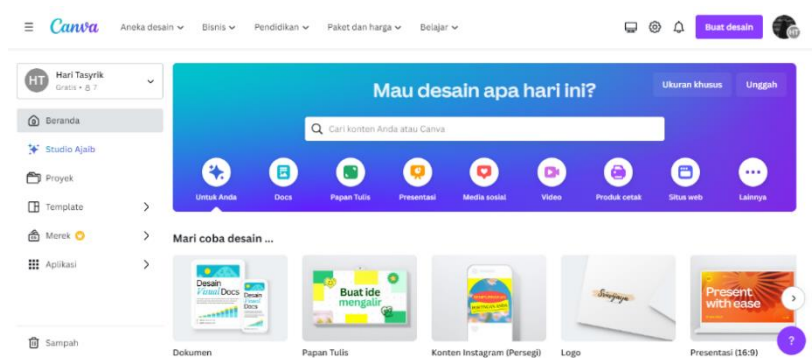 Canva
Aneka desain
Bisnis
Pendidikan
Paket dan harga
Belajar
Buat desain
HT
HT
Hari Tasyrik
Gratis • 7
Beranda
Studio Ajaib
Proyek
Template
Merek
Aplikasi
Sampah
Mau desain apa hari ini?
Ukuran khusus
Unggah
Cari konten Anda atau Canva
Untuk Anda
Docs
Papan Tulis
Presentasi
Media sosial
Video
Produk cetak
Situs web
Lainnya
Mari coba desain ...
Desain
Visual Docs
Desain
Visual
Docs
Buat ide
mengalir
Present
with ease
?
Dokumen
Papan Tulis
Konten Instagram (Persegi)
Logo
Presentasi (16:9)